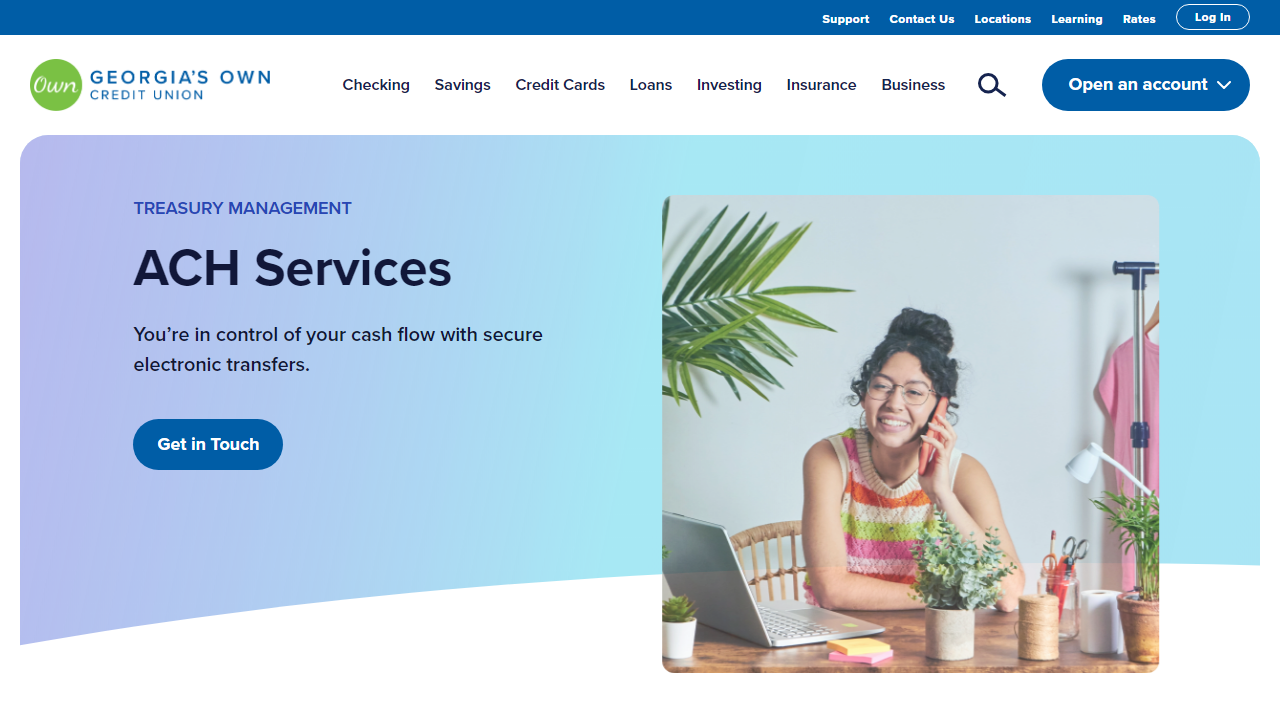 Support Contact Us Locations Learning Rates Log In
Own GEORGIA'S OWN
CREDIT UNION
Checking Savings Credit Cards Loans Investing Insurance Business Open an account
TREASURY MANAGEMENT
ACH Services
You’re in control of your cash flow with secure
electronic transfers.
Get in Touch